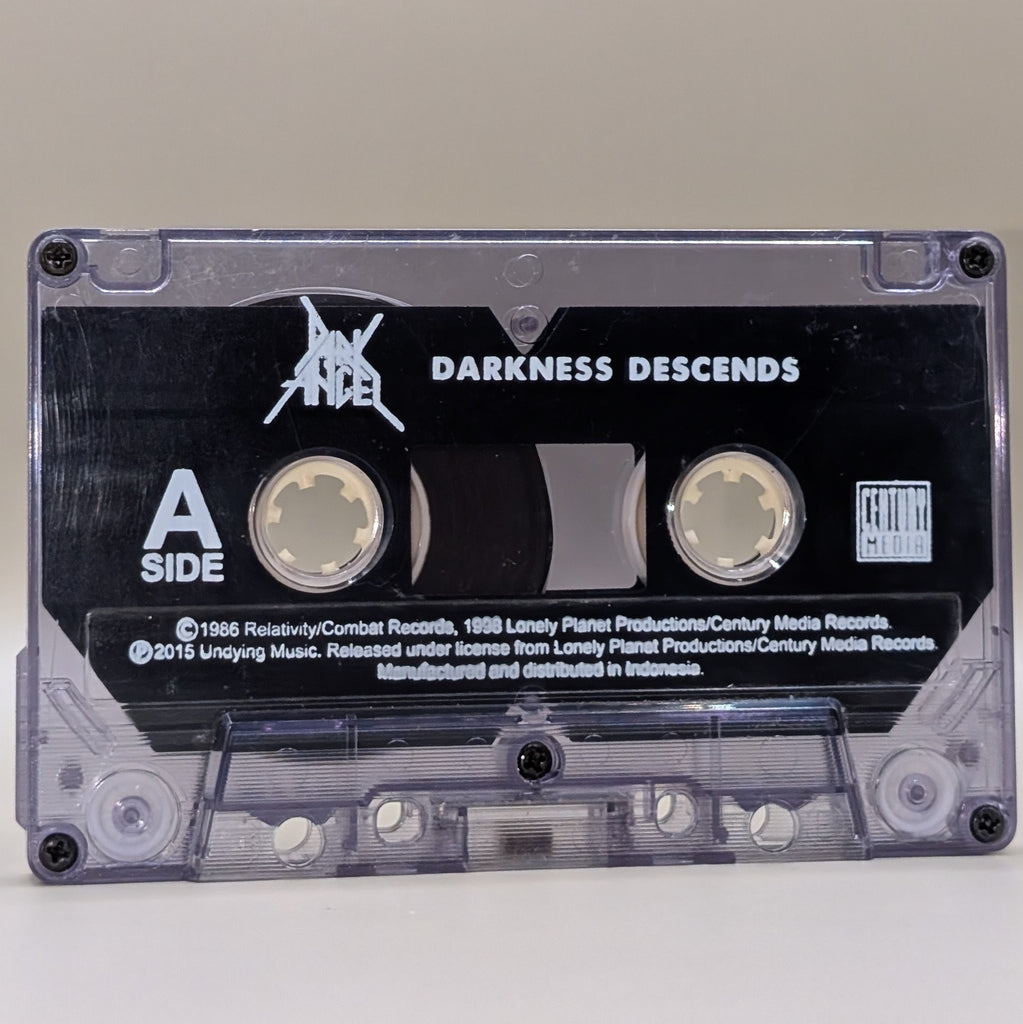 DARK ANGEL
DARKNESS DESCENDS
A
SIDE
CENTURY
MEDIA
©1986 Relativity/Combat Records, 1998 Lonely Planet Productions/Century Media Records.
℗2015 Undying Music. Released under license from Lonely Planet Productions/Century Media Records.
Manufactured and distributed in Indonesia.